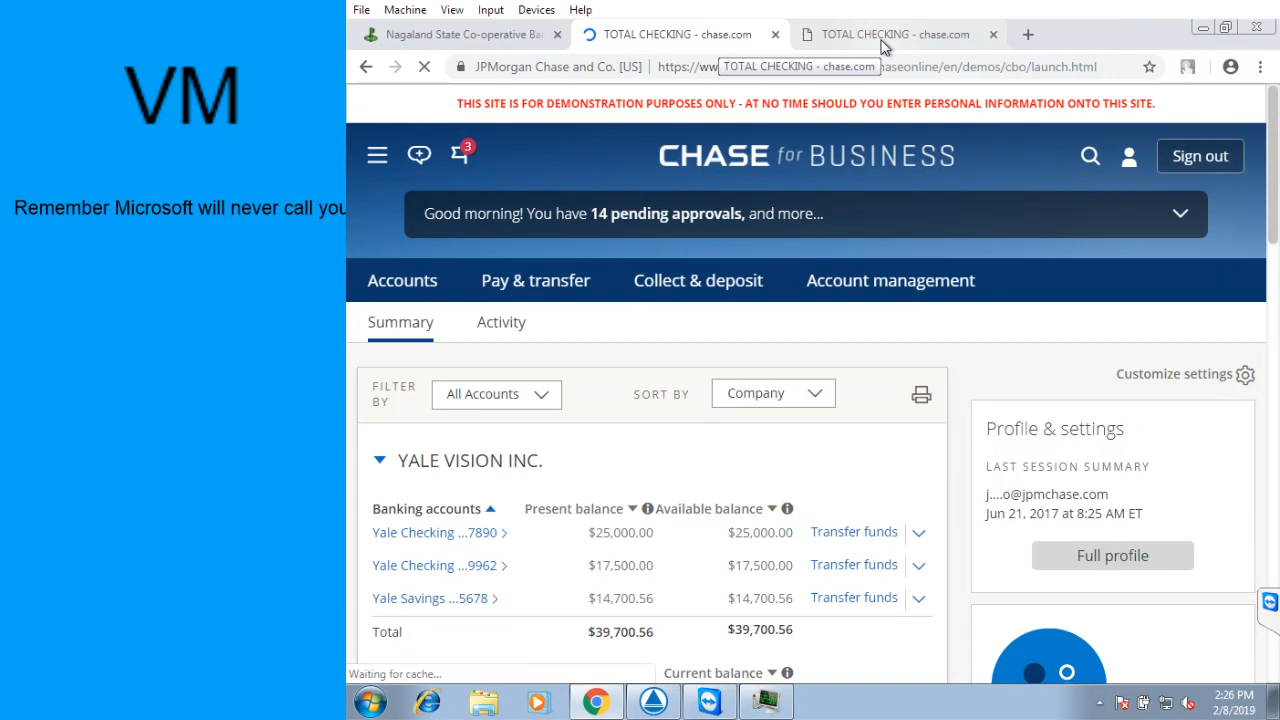 File Machine View Input Devices Help
Nagaland State Co-operative Ba
TOTAL CHECKING - chase.com
TOTAL CHECKING - chase.com
JPMorgan Chase and Co. [US]
https://ww
TOTAL CHECKING - chase.com
aseonline/en/demos/cbo/launch.html
VM
Remember Microsoft will never call you
THIS SITE IS FOR DEMONSTRATION PURPOSES ONLY - AT NO TIME SHOULD YOU ENTER PERSONAL INFORMATION ONTO THIS SITE.
3
CHASE for BUSINESS
Sign out
Good morning! You have 14 pending approvals, and more...
Accounts Pay & transfer Collect & deposit Account management
Summary Activity
Customize settings
FILTER BY
All Accounts
SORT BY
Company
YALE VISION INC.
Banking accounts Present balance Available balance
Yale Checking ...7890 $25,000.00 $25,000.00 Transfer funds
Yale Checking ...9962 $17,500.00 $17,500.00 Transfer funds
Yale Savings ...5678 $14,700.56 $14,700.56 Transfer funds
Total $39,700.56 $39,700.56
Current balance
Profile & settings
LAST SESSION SUMMARY
j....o@jpmchase.com
Jun 21, 2017 at 8:25 AM ET
Full profile
Waiting for cache...
2:26 PM
2/8/2019